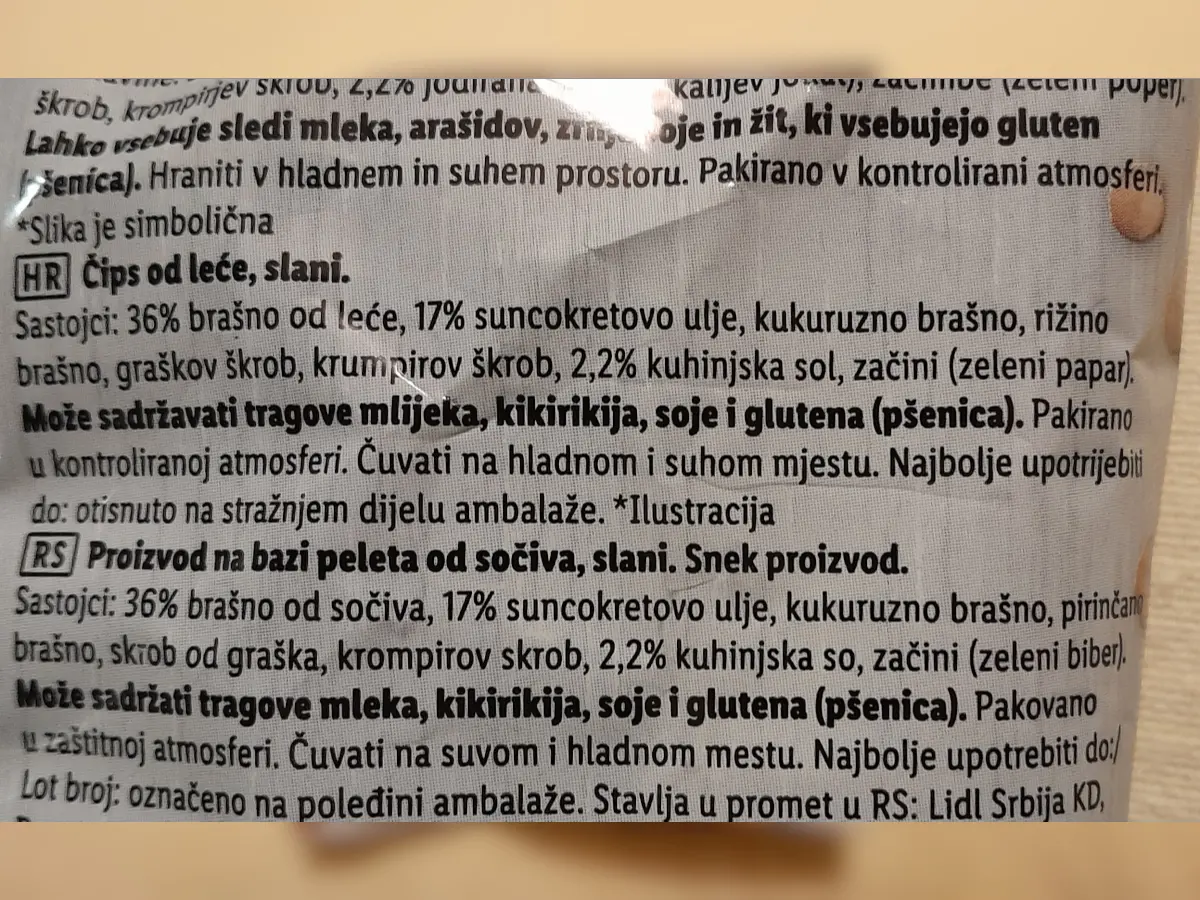 škrob, krompirjev škrob, 2,2% (zeleni poper).
Lahko vsebuje sledi mleka, arašidov, in žit, ki vsebujejo gluten
Hraniti v hladnem in suhem prostoru. Pakirano v kontrolirani atmosferi.
*Slika je simbolična
HR Čips od leće, slani.
Sastojci: 36% brašno od leće, 17% suncokretovo ulje, kukuruzno brašno, rižino
brašno, graškov škrob, krumpirov škrob, 2,2% kuhinjska sol, začini (zeleni papar).
Može sadržavati tragove mlijeka, kikirikija, soje i glutena (pšenica). Pakirano
u kontroliranoj atmosferi. Čuvati na hladnom i suhom mjestu. Najbolje upotrijebiti
do: otisnuto na stražnjem dijelu ambalaže. *Ilustracija
RS Proizvod na bazi peleta od sočiva, slani. Snek proizvod.
Sastojci: 36% brašno od sočiva, 17% suncokretovo ulje, kukuruzno brašno, pirinčano
brašno, skrob od graška, krompirov skrob, 2,2% kuhinjska so, začini (zeleni biber).
Može sadržati tragove mleka, kikirikija, soje i glutena (pšenica). Pakovano
u zaštitnoj atmosferi. Čuvati na suvom i hladnom mestu. Najbolje upotrebiti do:/
Lot broj: označeno na poleđini ambalaže. Stavlja u promet u RS: Lidl Srbija KD,